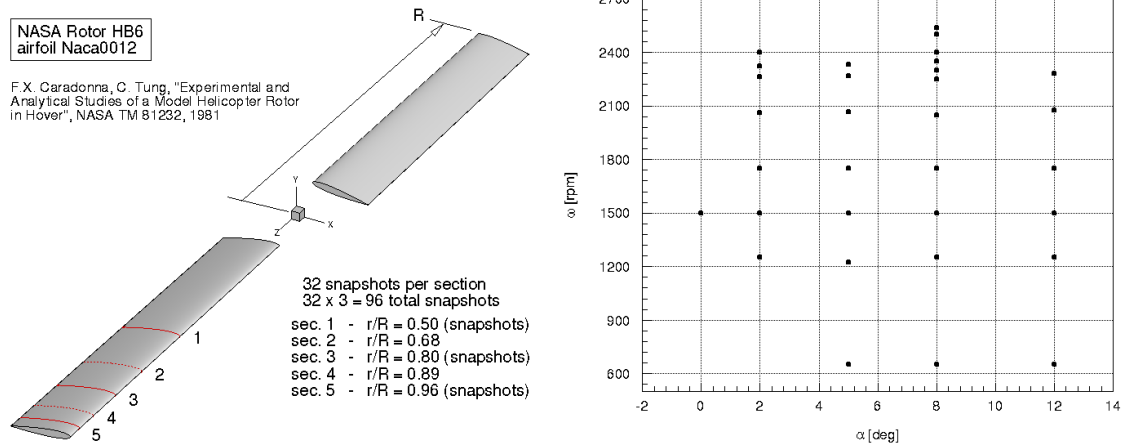 NASA Rotor HB6
airfoil Naca0012
F.X. Caradonna, C. Tung, "Experimental and
Analytical Studies of a Model Helicopter Rotor
in Hover", NASA TM 81232, 1981
R
Y
X
Z
32 snapshots per section
32 x 3 = 96 total snapshots
sec. 1 - r/R = 0.50 (snapshots)
sec. 2 - r/R = 0.68
sec. 3 - r/R = 0.80 (snapshots)
sec. 4 - r/R = 0.89
sec. 5 - r/R = 0.96 (snapshots)
1
2
3
4
5
ω [rpm]
2400
2100
1800
1500
1200
900
600
-2 0 2 4 6 8 10 12 14
α [deg]